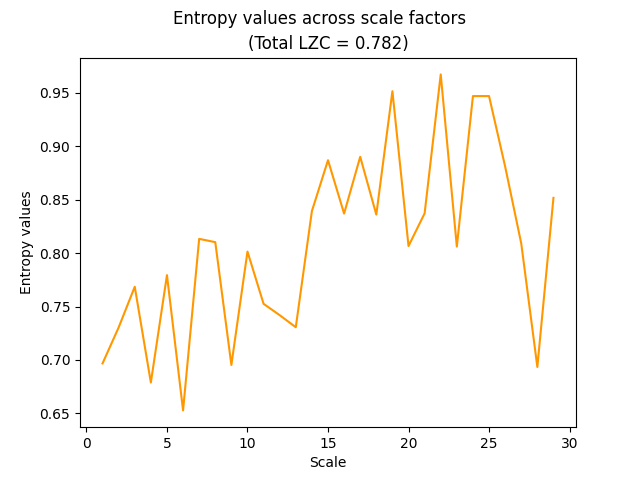 Entropy values across scale factors
(Total LZC = 0.782)
0.95
0.90
0.85
0.80
0.75
0.70
0.65
Entropy values
0 5 10 15 20 25 30
Scale